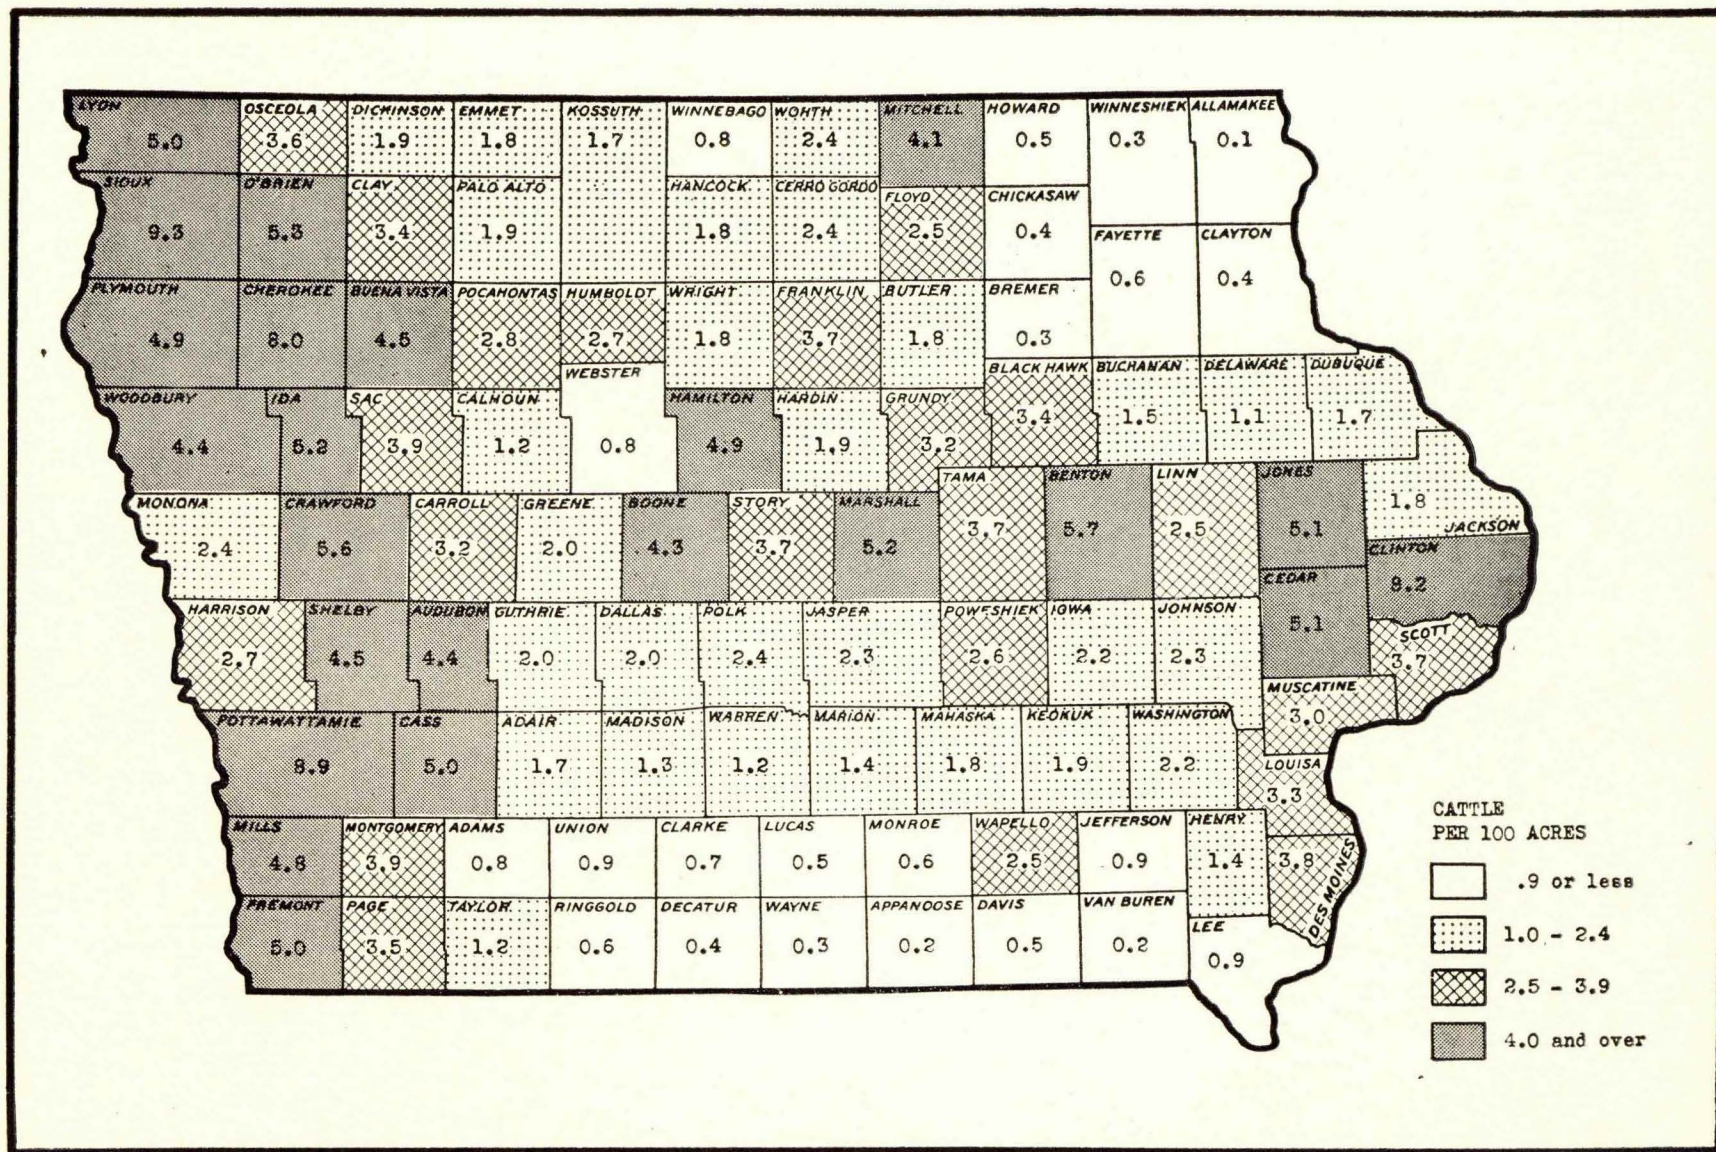 LYON OSCEOLA DICKINSON EMMET KOSSUTH WINNEBAGO WORTH MITCHELL HOWARD WINNESHIEK ALLAMAKEE
5.0 3.6 1.9 1.8 1.7 0.8 2.4 4.1 0.5 0.3 0.1
SIOUX O'BRIEN CLAY PALO ALTO HANCOCK CERRO GORDO FLOYD CHICKASAW
9.3 5.3 3.4 1.9 1.8 2.4 2.5 0.4
FAYETTE CLAYTON
0.6 0.4
PLYMOUTH CHEROKEE BUENA VISTA POCAHONTAS HUMBOLDT WRIGHT FRANKLIN BUTLER BREMER
4.9 8.0 4.5 2.8 2.7 1.8 3.7 1.8 0.3
WEBSTER BLACK HAWK BUCHANAN DELAWARE DUBUQUE
0.8 3.4 1.5 1.1 1.7
WOODBURY IDA SAC CALHOUN HAMILTON HARDIN GRUNDY
4.4 5.2 3.9 1.2 4.9 1.9 3.2
TAMA BENTON LINN JONES
3.7 5.7 2.5 5.1
1.8
JACKSON
MONONA CRAWFORD CARROLL GREENE BOONE STORY MARSHALL
2.4 5.6 3.2 2.0 4.3 3.7 5.2
CLINTON
8.2
CEDAR
5.1
HARRISON SHELBY AUDUBON GUTHRIE DALLAS POLK JASPER POWESHIEK IOWA JOHNSON
2.7 4.5 4.4 2.0 2.0 2.4 2.3 2.6 2.2 2.3
SCOTT
3.7
MUSCATINE
3.0
POTTAWATTAMIE CASS ADAIR MADISON WARREN MARION MAHASKA KEOKUK WASHINGTON
8.9 5.0 1.7 1.3 1.2 1.4 1.8 1.9 2.2
LOUISA
3.3
MILLS MONTGOMERY ADAMS UNION CLARKE LUCAS MONROE WAPELLO JEFFERSON HENRY
4.8 3.9 0.8 0.9 0.7 0.5 0.6 2.5 0.9 1.4
3.8
DES MOINES
FREMONT PAGE TAYLOR RINGGOLD DECATUR WAYNE APPANOOSE DAVIS VAN BUREN
5.0 3.5 1.2 0.6 0.4 0.3 0.2 0.5 0.2
LEE
0.9
CATTLE
PER 100 ACRES
.9 or less
1.0 - 2.4
2.5 - 3.9
4.0 and over